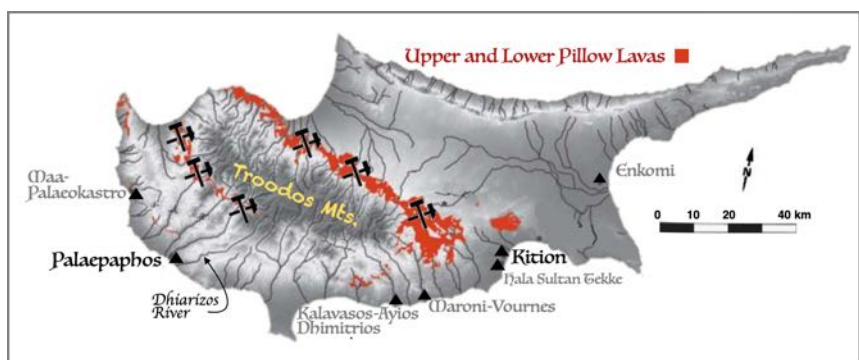 Upper and Lower Pillow Lavas
Troodos Mts.
Maa-
Palaeokastro
Enkomi
N
0 10 20 40 km
Palaepaphos
Kition
Hala Sultan Tekke
Dhiarizos
River
Kalavasos-Ayios
Dhimitrios
Maroni-Vournes